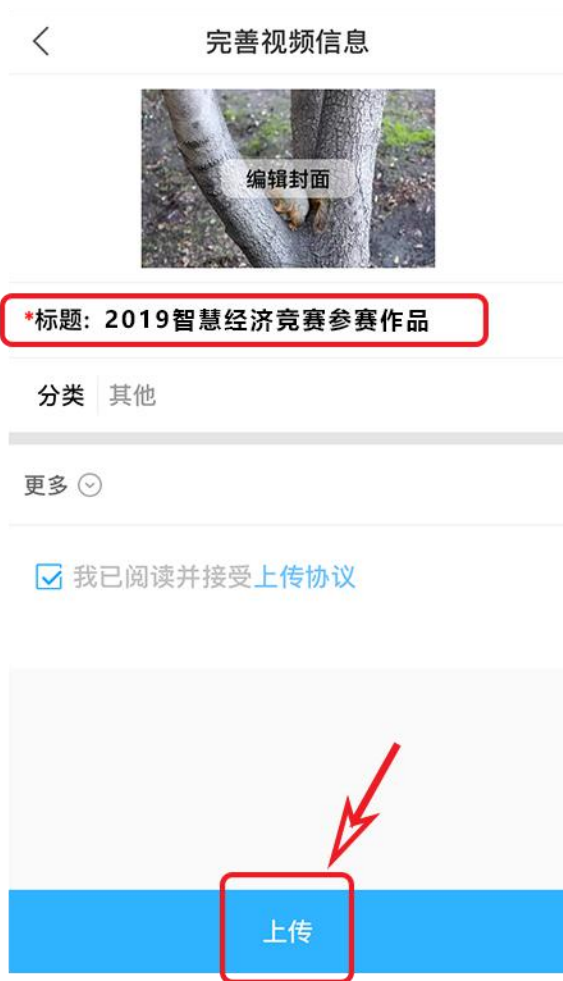 完善视频信息
编辑封面
*标题: 2019智慧经济竞赛参赛作品
分类 其他
更多
我已阅读并接受上传协议
上传